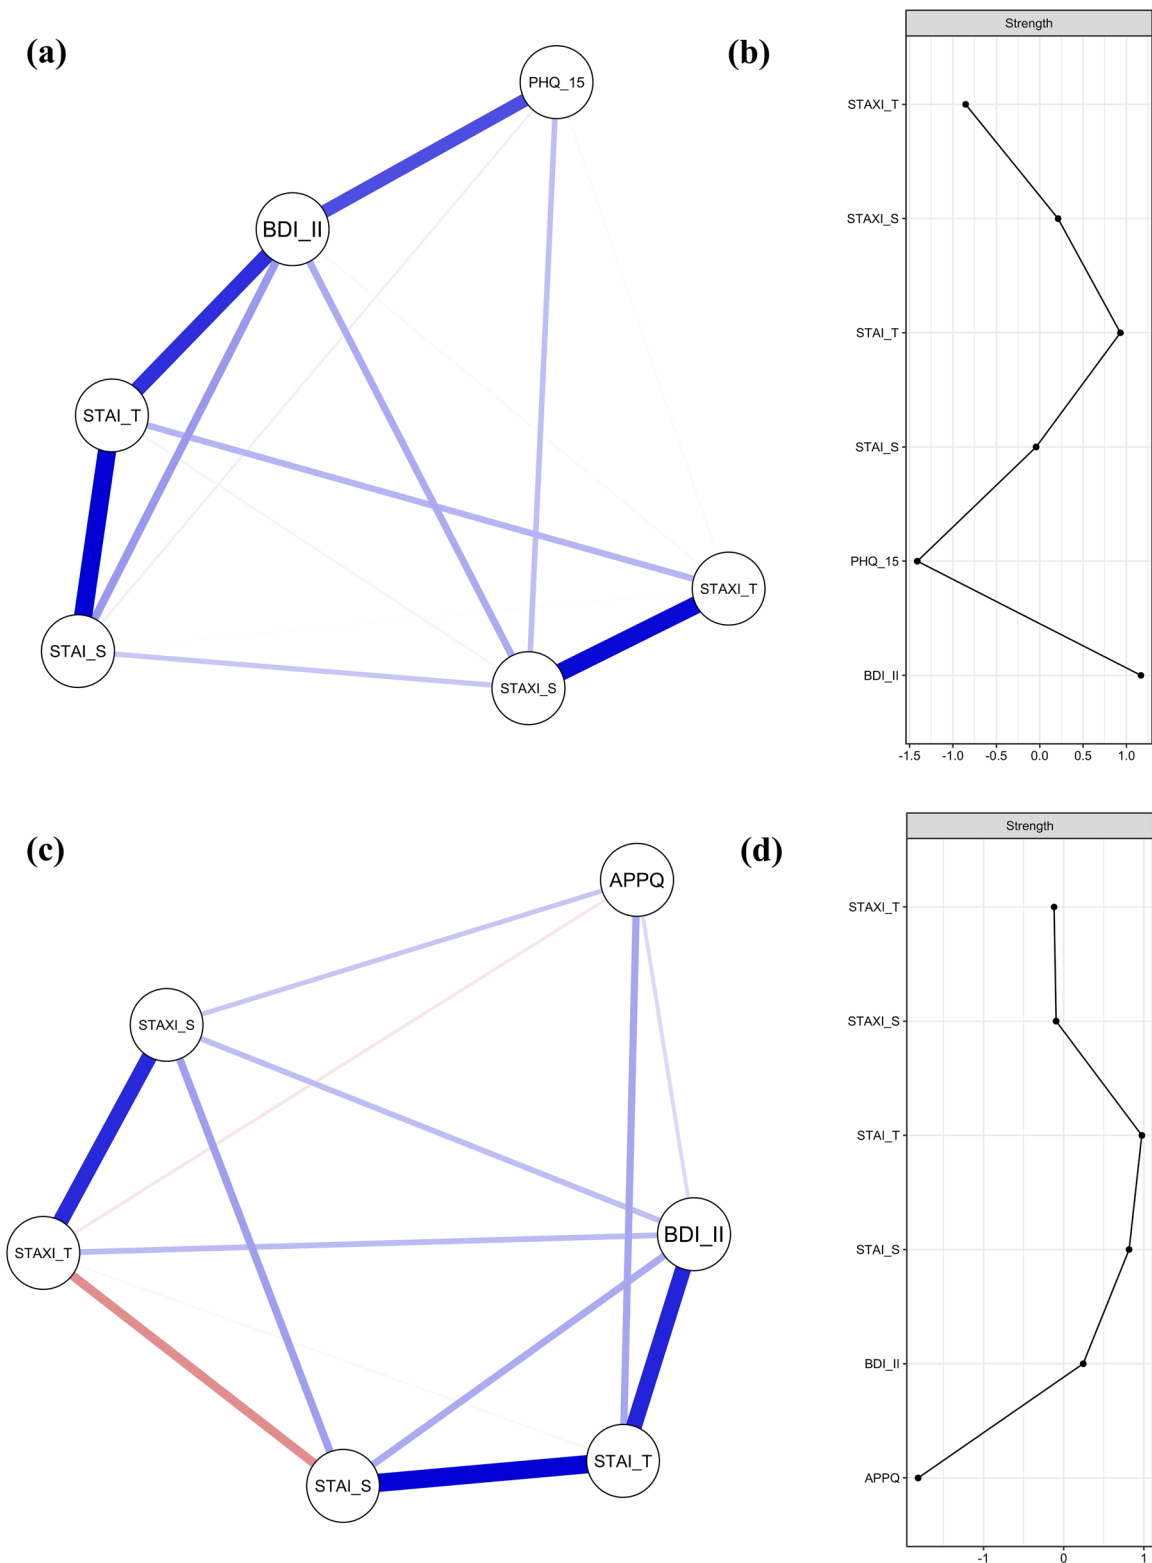 (a)
PHQ_15
BDI_II
STAI_T
STAXI_T
STAI_S
STAXI_S
(b)
Strength
STAXI_T
STAXI_S
STAI_T
STAI_S
PHQ_15
BDI_II
-1.5 -1.0 -0.5 0.0 0.5 1.0
(c)
APPQ
STAXI_S
BDI_II
STAXI_T
STAI_T
STAI_S
(d)
Strength
STAXI_T
STAXI_S
STAI_T
STAI_S
BDI_II
APPQ
-1 0 1